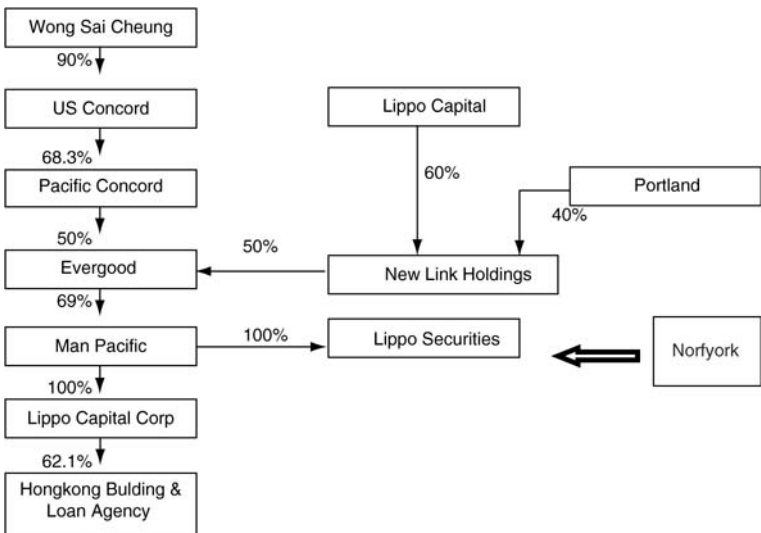 Wong Sai Cheung
90%
US Concord
Lippo Capital
68.3%
60%
Pacific Concord
Portland
40%
50%
50%
Evergood
New Link Holdings
69%
Man Pacific
100%
Lippo Securities
Norfyork
100%
Lippo Capital Corp
62.1%
Hongkong Bulding &
Loan Agency